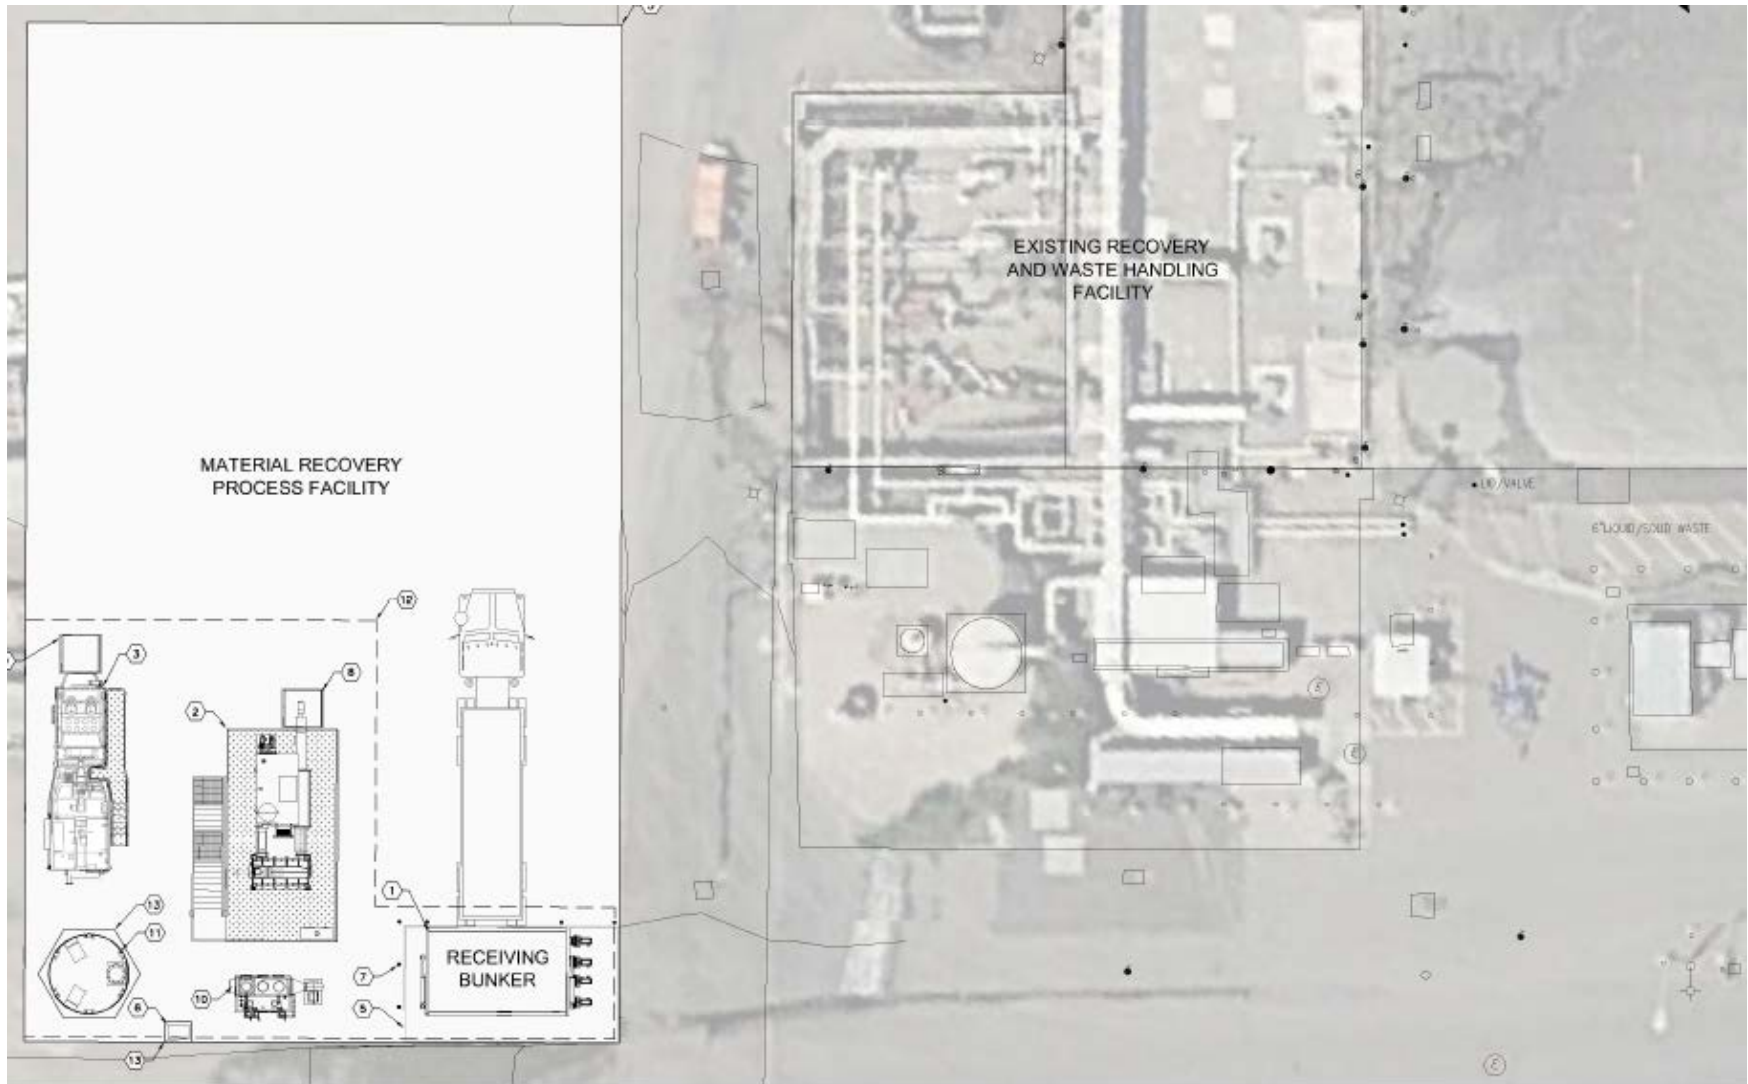 EXISTING RECOVERY
AND WASTE HANDLING
FACILITY
MATERIAL RECOVERY
PROCESS FACILITY
LID/VALVE
6"LIQUID/SOLID WASTE
12
3
8
2
1
RECEIVING
BUNKER
13
11
7
10
6
5
13